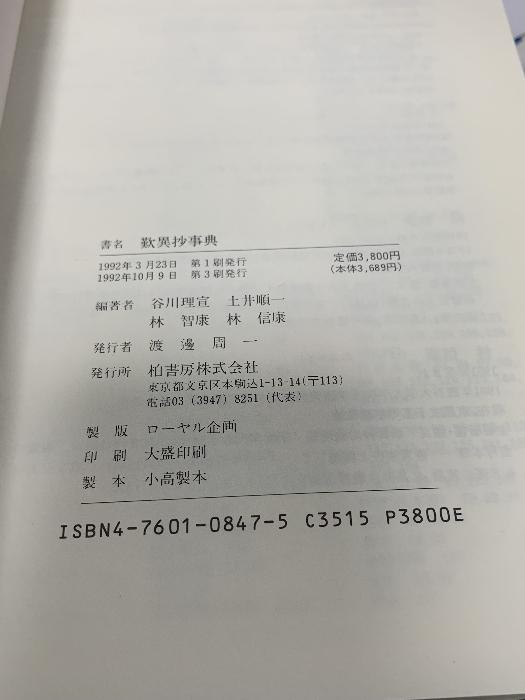 書名 歎異抄事典
1992年3月23日 第1刷発行 定価3,800円
1992年10月9日 第3刷発行 (本体3,689円)
編著者 谷川理宣 土井順一
林 智康 林 信康
発行者 渡邊周一
発行所 柏書房株式会社
東京都文京区本駒込1-13-14(〒113)
電話03 (3947) 8251 (代表)
製版 ローヤル企画
印刷 大盛印刷
製本 小高製本
ISBN4-7601-0847-5 C3515 P3800E